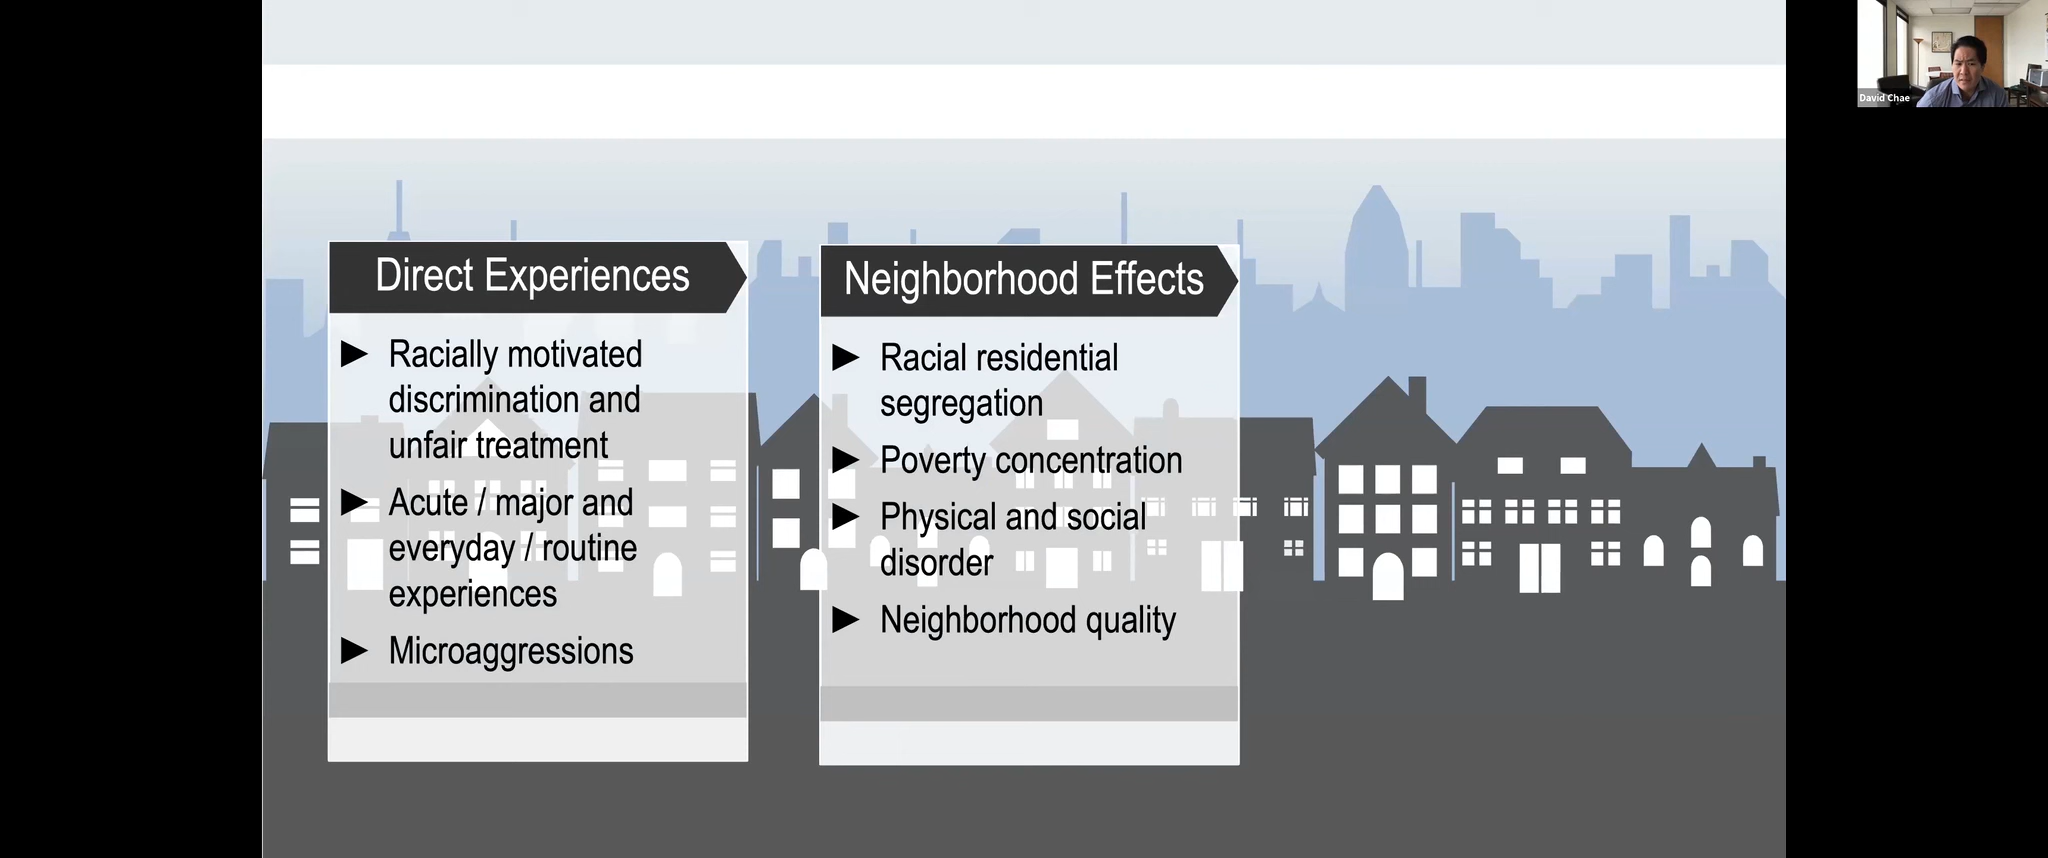 Direct Experiences
► Racially motivated
discrimination and
unfair treatment
► Acute / major and
everyday / routine
experiences
► Microaggressions
Neighborhood Effects
► Racial residential
segregation
► Poverty concentration
► Physical and social
disorder
► Neighborhood quality
David Chae